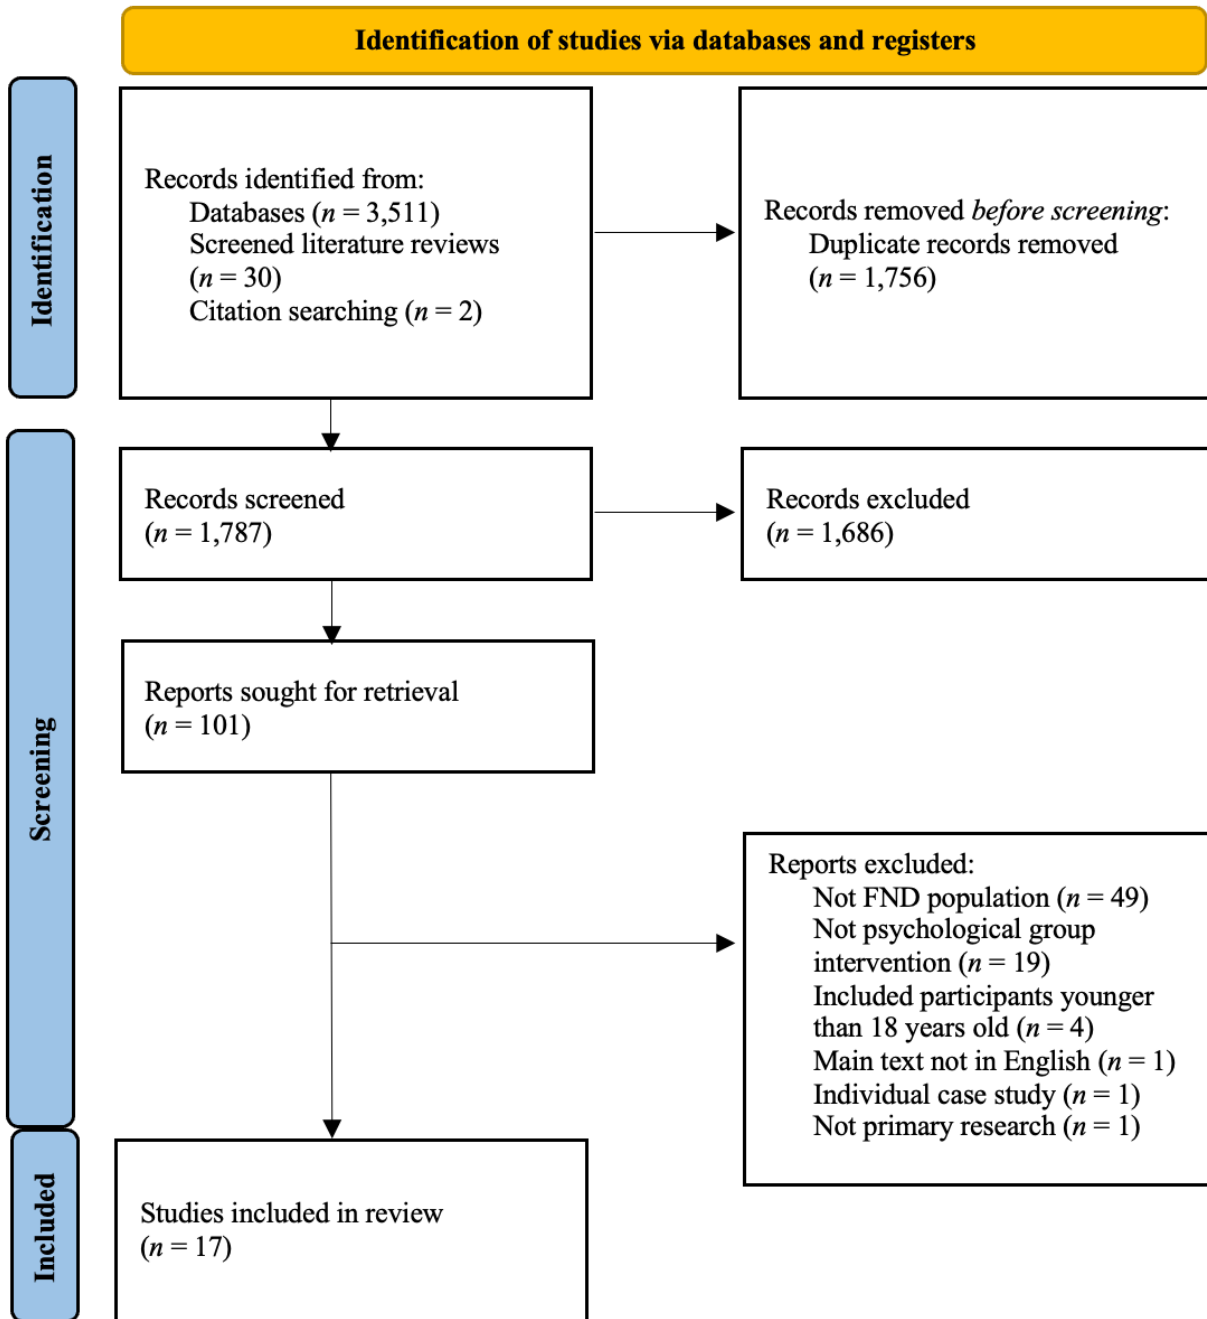 Identification of studies via databases and registers
Identification
Records identified from:
Databases (n = 3,511)
Screened literature reviews
(n = 30)
Citation searching (n = 2)
Records removed before screening:
Duplicate records removed
(n = 1,756)
Screening
Records screened
(n = 1,787)
Records excluded
(n = 1,686)
Reports sought for retrieval
(n = 101)
Reports excluded:
Not FND population (n = 49)
Not psychological group
intervention (n = 19)
Included participants younger
than 18 years old (n = 4)
Main text not in English (n = 1)
Individual case study (n = 1)
Not primary research (n = 1)
Included
Studies included in review
(n = 17)